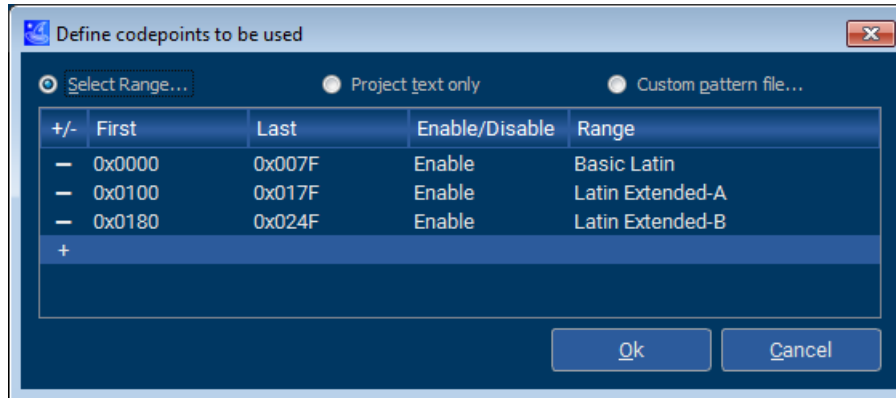 Define codepoints to be used
Select Range... Project text only Custom pattern file...
+/- First Last Enable/Disable Range
– 0x0000 0x007F Enable Basic Latin
– 0x0100 0x017F Enable Latin Extended-A
– 0x0180 0x024F Enable Latin Extended-B
+
Ok Cancel